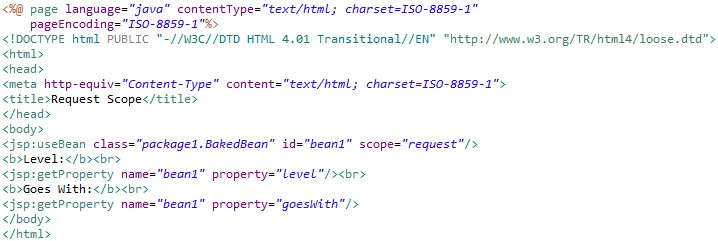 <%@ page language="java" contentType="text/html; charset=ISO-8859-1"
    pageEncoding="ISO-8859-1"%>
<!DOCTYPE html PUBLIC "-//W3C//DTD HTML 4.01 Transitional//EN" "http://www.w3.org/TR/html4/loose.dtd">
<html>
<head>
<meta http-equiv="Content-Type" content="text/html; charset=ISO-8859-1">
<title>Request Scope</title>
</head>
<body>
<jsp:useBean class="package1.BakedBean" id="bean1" scope="request"/>
<b>Level:</b><br>
<jsp:getProperty name="bean1" property="level"/><br>
<b>Goes With:</b><br>
<jsp:getProperty name="bean1" property="goesWith"/>
</body>
</html>